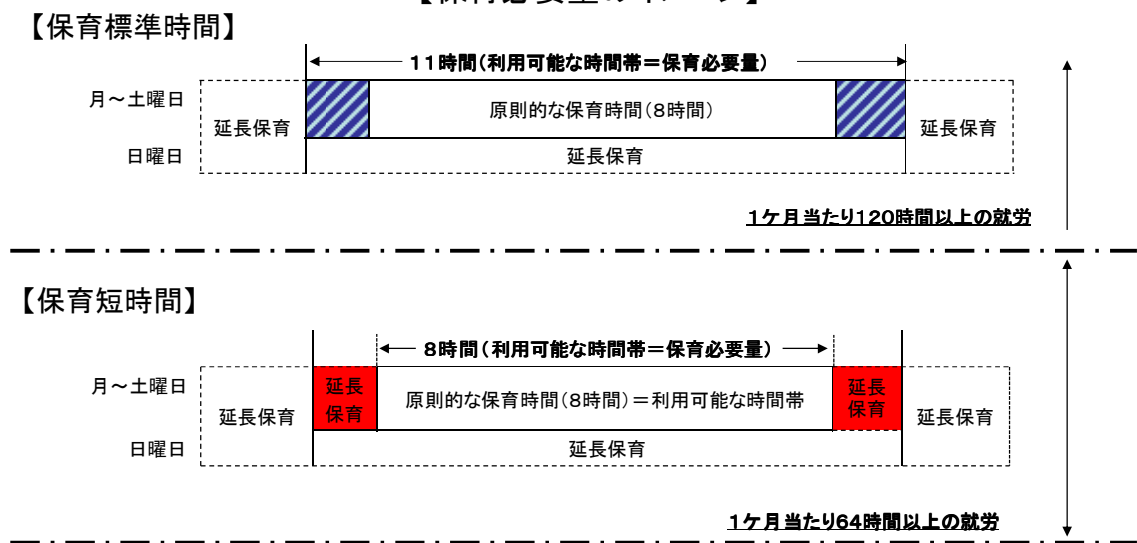 【保育標準時間】
11時間(利用可能な時間帯=保育必要量)
月~土曜日
原則的な保育時間(8時間)
延長保育
延長保育
日曜日
延長保育
1ケ月当たり120時間以上の就労
【保育短時間】
8時間(利用可能な時間帯=保育必要量)
月~土曜日
延長
保育
原則的な保育時間(8時間)=利用可能な時間帯
延長
保育
延長保育
延長保育
日曜日
延長保育
1ケ月当たり64時間以上の就労